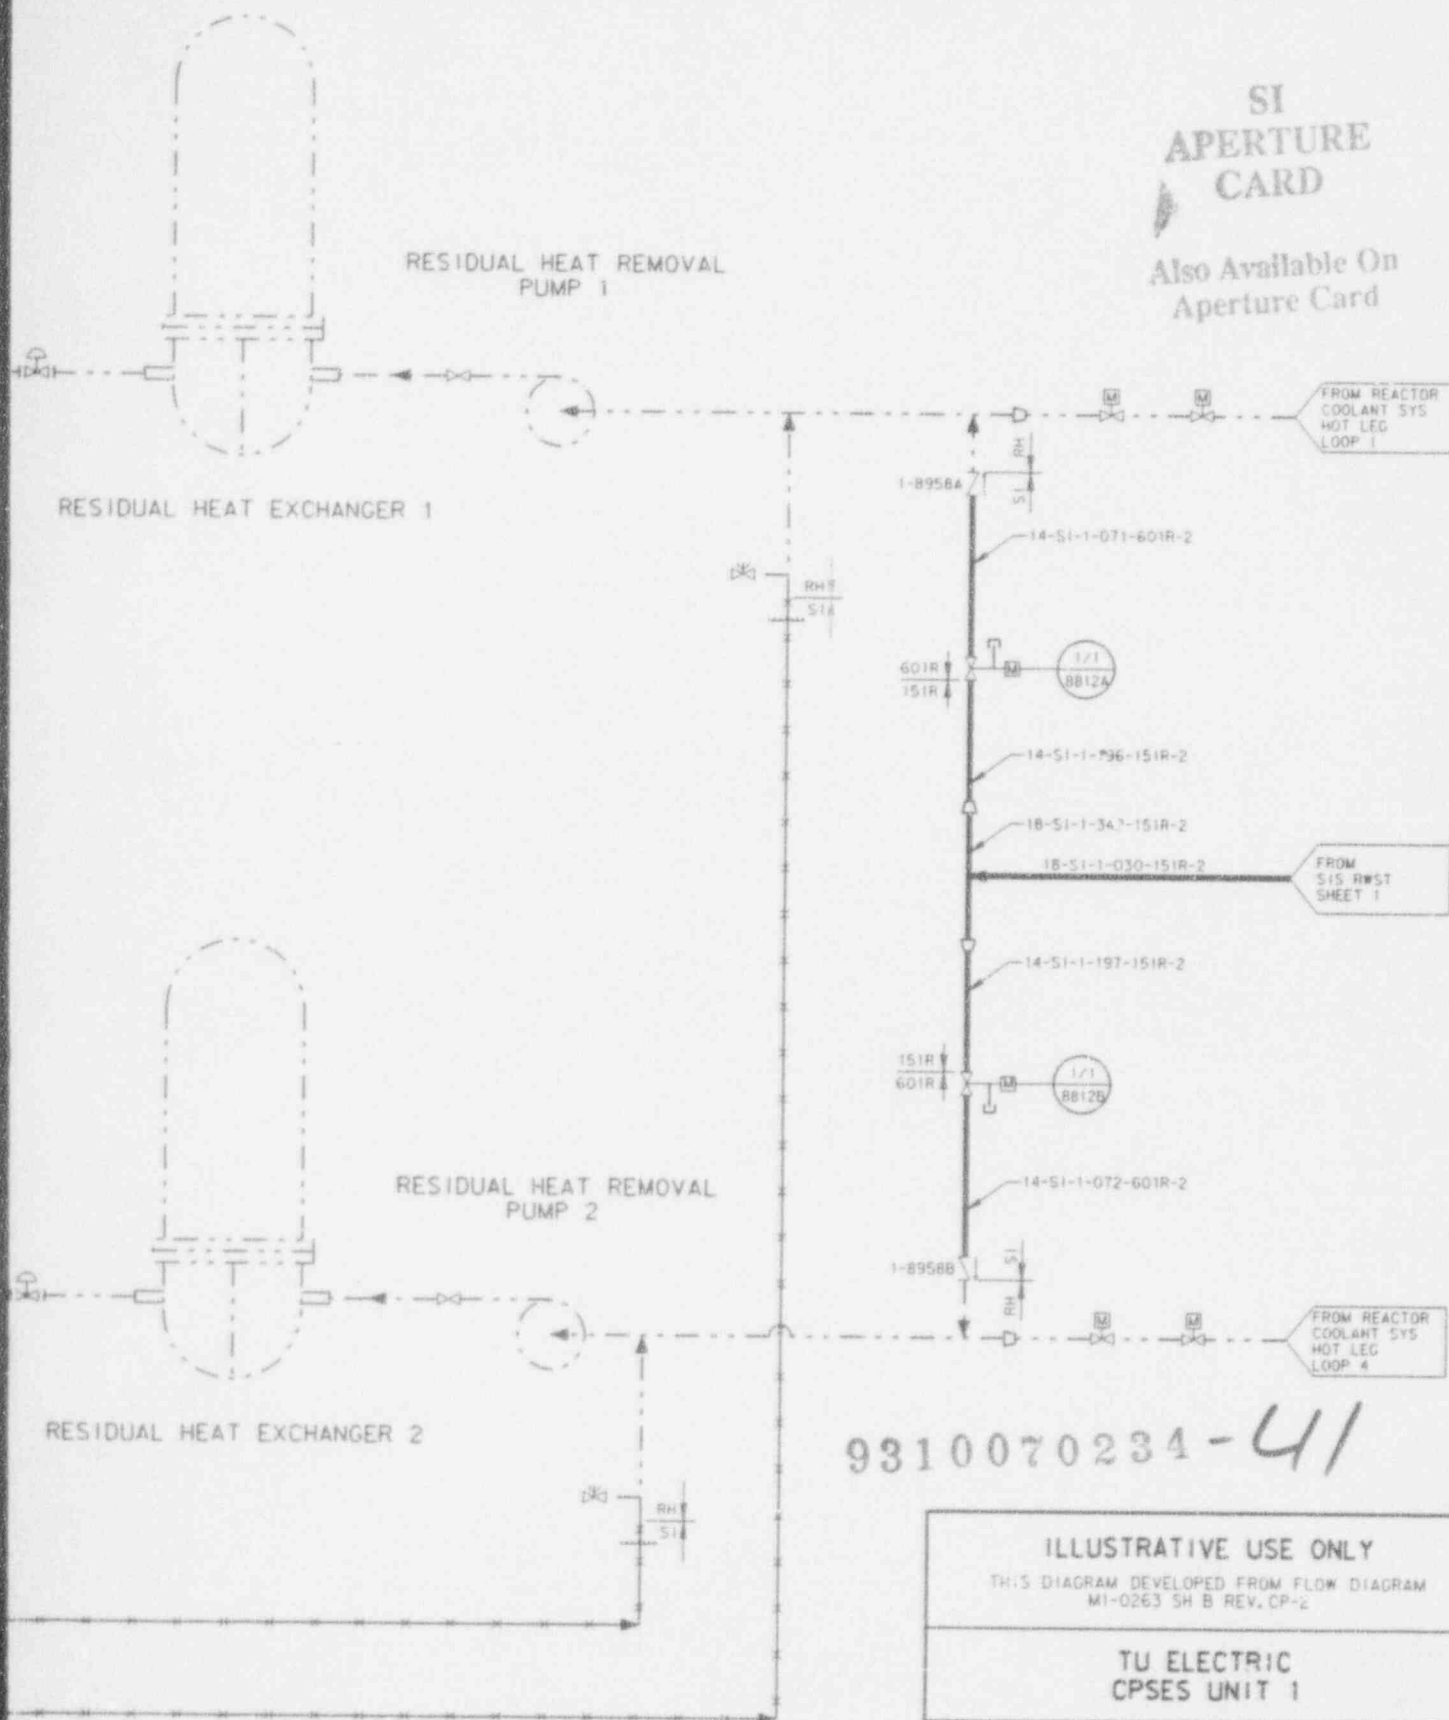 SI
APERTURE
CARD
Also Available On
Aperture Card
RESIDUAL HEAT REMOVAL
PUMP 1
M
M
FROM REACTOR
COOLANT SYS
HOT LEG
LOOP 1
RH
SI
1-8958A
RESIDUAL HEAT EXCHANGER 1
14-SI-1-071-601R-2
RH
SI
601R
151R
M
1/1
8812A
151R-2
18-SI-1-
151R-2
18-SI-1-030-151R-2
FROM
SIS RWST
SHEET 1
14-SI-1-197-151R-2
151R
601R
M
1/1
8812B
RESIDUAL HEAT REMOVAL
PUMP 2
14-SI-1-072-601R-2
1-8958B
SI
RH
M
M
FROM REACTOR
COOLANT SYS
HOT LEG
LOOP 4
RESIDUAL HEAT EXCHANGER 2
9310070234-41
RH
SI
ILLUSTRATIVE USE ONLY
THIS DIAGRAM DEVELOPED FROM FLOW DIAGRAM
M1-0263 SH B REV. CP-2
TU ELECTRIC
CPSES UNIT 1